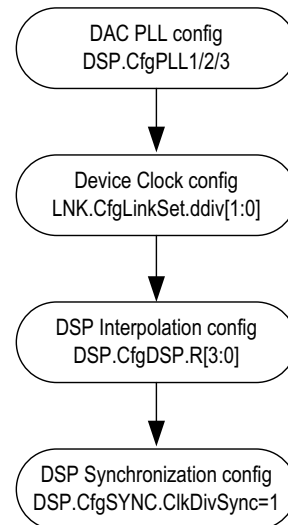 DAC PLL config
DSP.CfgPLL1/2/3
Device Clock config
LNK.CfgLinkSet.ddiv[1:0]
DSP Interpolation config
DSP.CfgDSP.R[3:0]
DSP Synchronization config
DSP.CfgSYNC.ClkDivSync=1